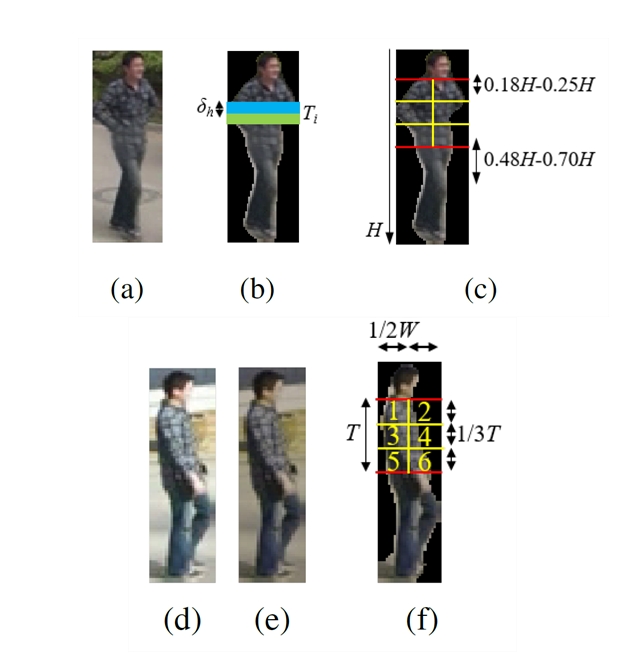 δh
Ti
0.18H-0.25H
0.48H-0.70H
H
(a)
(b)
(c)
1/2W
T
1 2
3 4
5 6
1/3T
(d)
(e)
(f)